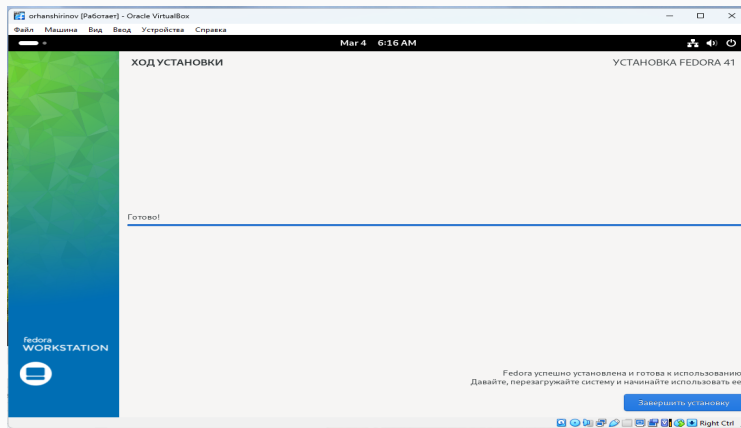 orhanshirinov [Работает] - Oracle VirtualBox
Файл Машина Вид Ввод Устройства Справка
Mar 4 6:16 AM
ХОД УСТАНОВКИ
УСТАНОВКА FEDORA 41
Готово!
fedora
WORKSTATION
Fedora успешно установлена и готова к использованию
Давайте, перезагружайте систему и начинайте использовать ее
Завершить установку
Right Ctrl